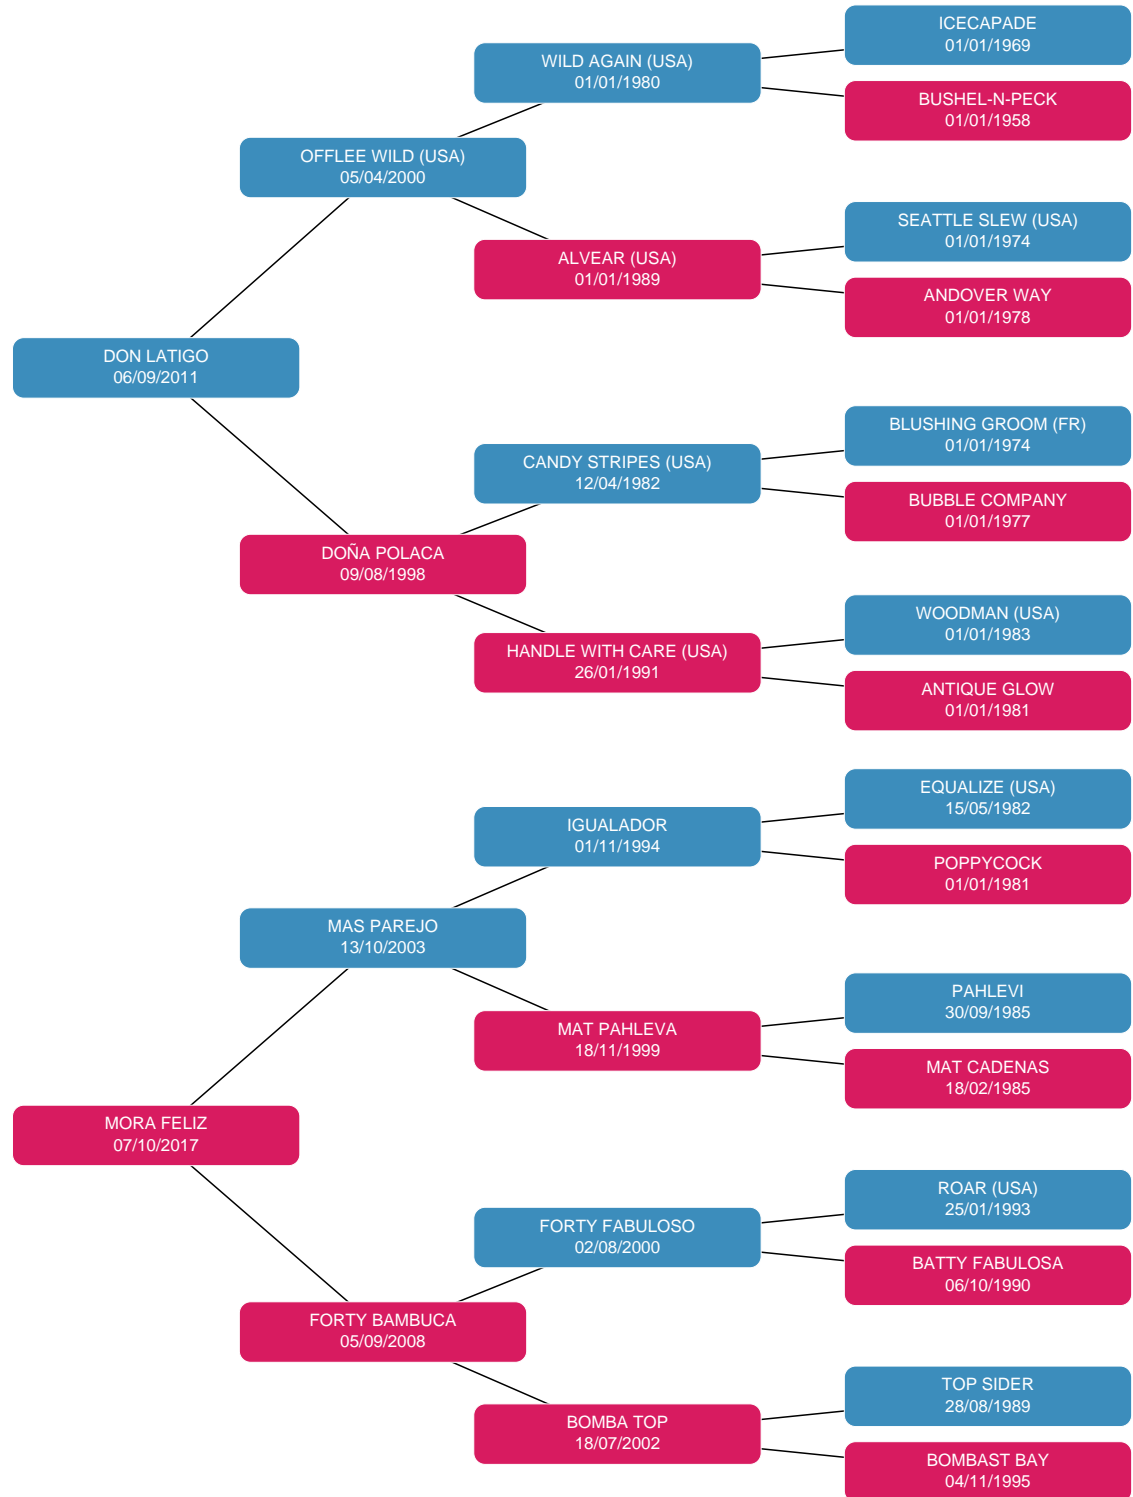 ICECAPADE
01/01/1969
WILD AGAIN (USA)
01/01/1980
BUSHEL-N-PECK
01/01/1958
OFFLEE WILD (USA)
05/04/2000
SEATTLE SLEW (USA)
01/01/1974
ALVEAR (USA)
01/01/1989
ANDOVER WAY
01/01/1978
DON LATIGO
06/09/2011
BLUSHING GROOM (FR)
01/01/1974
CANDY STRIPES (USA)
12/04/1982
BUBBLE COMPANY
01/01/1977
DOÑA POLACA
09/08/1998
WOODMAN (USA)
01/01/1983
HANDLE WITH CARE (USA)
26/01/1991
ANTIQUE GLOW
01/01/1981
EQUALIZE (USA)
15/05/1982
IGUALADOR
01/11/1994
POPPYCOCK
01/01/1981
MAS PAREJO
13/10/2003
PAHLEVI
30/09/1985
MAT PAHLEVA
18/11/1999
MAT CADENAS
18/02/1985
MORA FELIZ
07/10/2017
ROAR (USA)
25/01/1993
FORTY FABULOSO
02/08/2000
BATTY FABULOSA
06/10/1990
FORTY BAMBUCA
05/09/2008
TOP SIDER
28/08/1989
BOMBA TOP
18/07/2002
BOMBAST BAY
04/11/1995